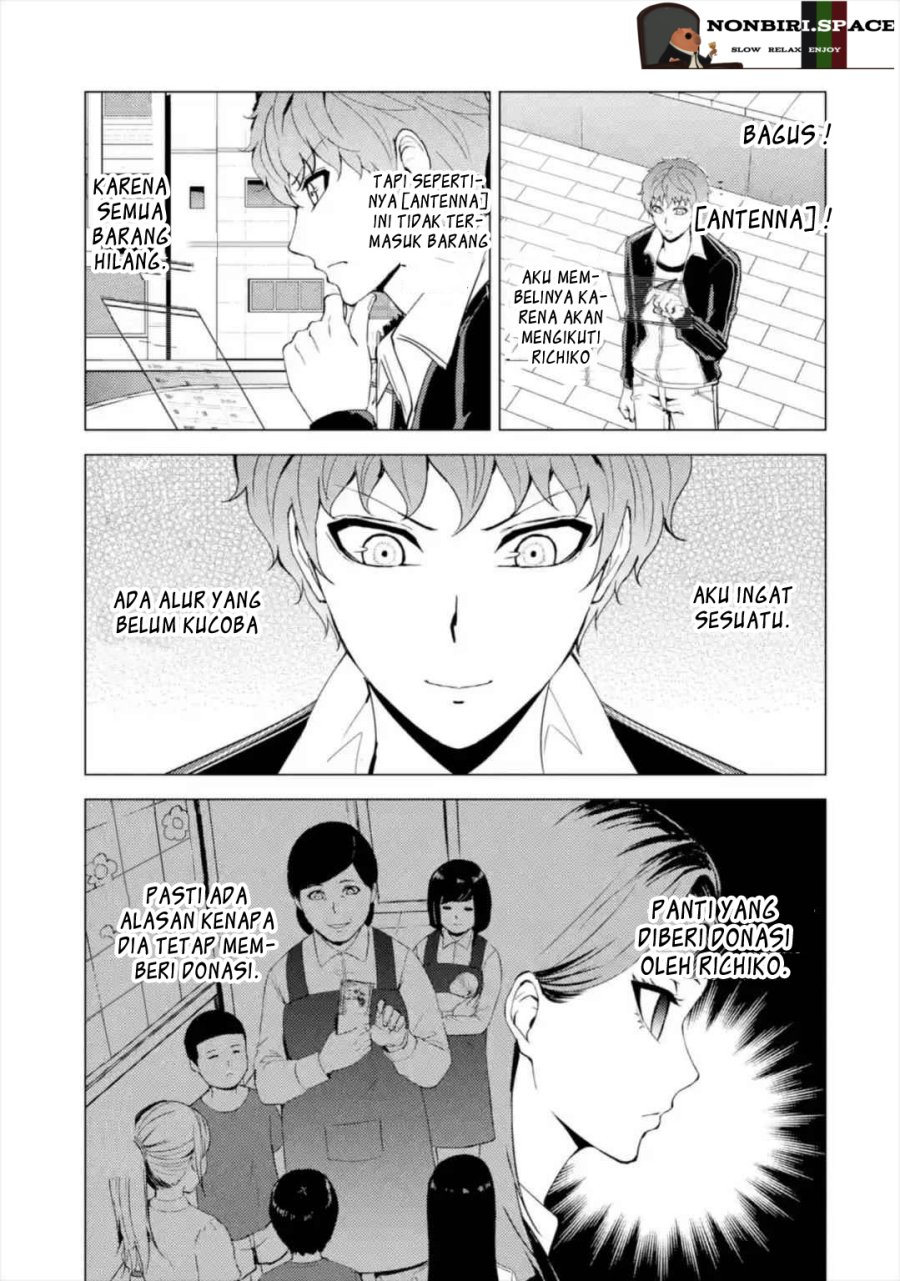 NONBIRI.SPACE
SLOW RELAX ENJOY
BAGUS !
[ANTENNA] !
AKU MEM-
BELINYA KA-
RENA AKAN
MENGIKUTI
RICHIKO
TAPI SEPERTI-
NYA [ANTENNA]
INI TIDAK TER-
MASUK BARANG
KARENA
SEMUA
BARANG
HILANG.
AKU INGAT
SESUATU.
ADA ALUR YANG
BELUM KUCOBA
PANTI YANG
DIBERI DONASI
OLEH RICHIKO.
PASTI ADA
ALASAN KENAPA
DIA TETAP MEM-
BERI DONASI.